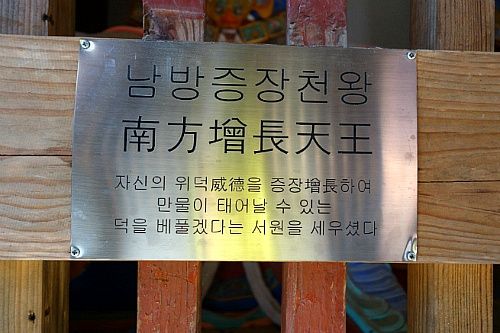 남방증장천왕
南方增長天王
자신의 위덕威德을 증장增長하여
만물이 태어날 수 있는
덕을 베풀겠다는 서원을 세우셨다